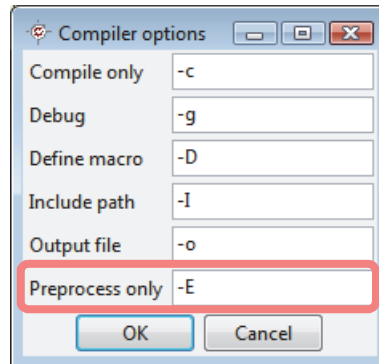 Compiler options
Compile only -c
Debug -g
Define macro -D
Include path -I
Output file -o
Preprocess only -E
OK Cancel